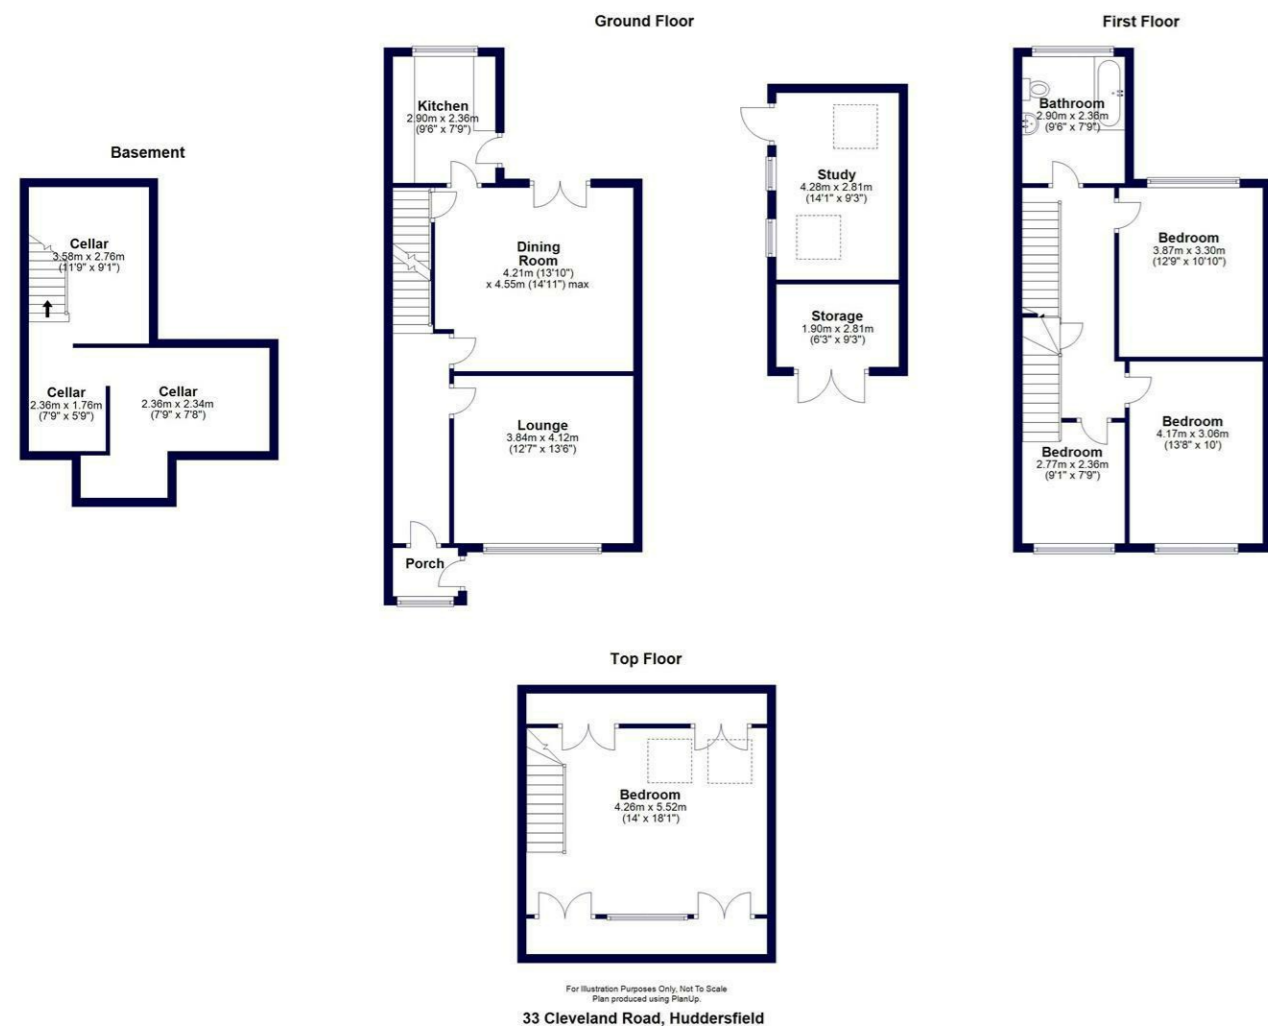 Ground Floor
First Floor
Basement
Kitchen
2.90m x 2.36m
(9'6" x 7'9")
Bathroom
2.90m x 2.36m
(9'6" x 7'9")
Cellar
3.58m x 2.76m
(11'9" x 9'1")
Study
4.28m x 2.81m
(14'1" x 9'3")
Dining
Room
4.21m (13'10")
x 4.55m (14'11") max
Bedroom
3.87m x 3.30m
(12'9" x 10'10")
Storage
1.90m x 2.81m
(6'3" x 9'3")
Cellar
2.36m x 1.76m
(7'9" x 5'9")
Cellar
2.36m x 2.34m
(7'9" x 7'8")
Lounge
3.84m x 4.12m
(12'7" x 13'6")
Bedroom
4.17m x 3.06m
(13'8" x 10')
Bedroom
2.77m x 2.36m
(9'1" x 7'9")
Porch
Top Floor
Bedroom
4.26m x 5.52m
(14' x 18'1")
For Illustration Purposes Only, Not To Scale
Plan produced using PlanUp.
33 Cleveland Road, Huddersfield